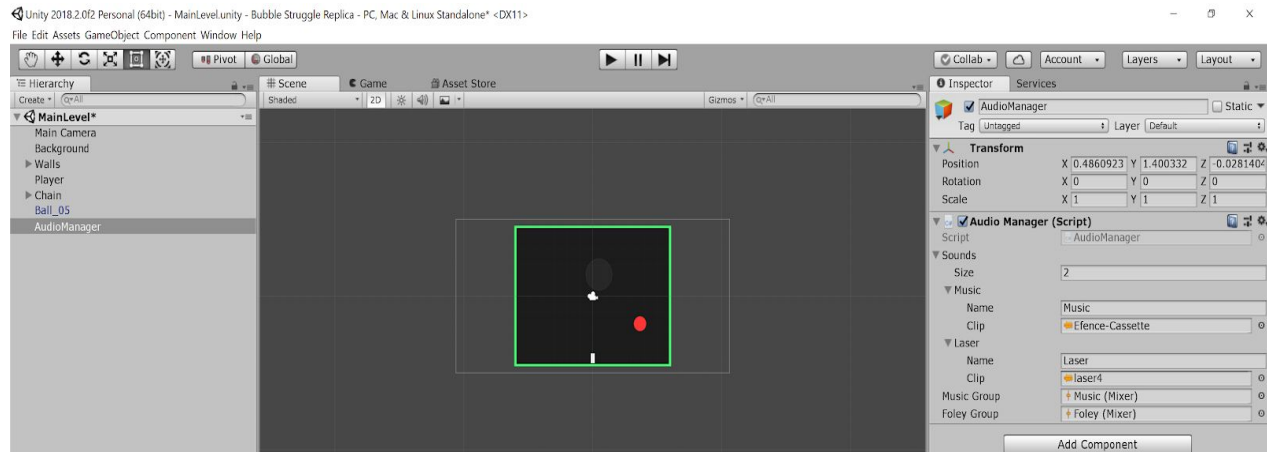 Unity 2018.2.0f2 Personal (64bit) - MainLevel.unity - Bubble Struggle Replica - PC, Mac & Linux Standalone* <DX11>
File Edit Assets GameObject Component Window Help
Pivot Global Collab Account Layers Layout
Hierarchy Scene Game Asset Store Inspector Services
Create All Shaded 2D Gizmos All AudioManager Static
MainLevel* Tag Untagged Layer Default
Main Camera
Background Transform
Walls Position X 0.4860923 Y 1.400332 Z -0.0281404
Player Rotation X 0 Y 0 Z 0
Chain Scale X 1 Y 1 Z 1
Ball_05
AudioManager Audio Manager (Script)
Script AudioManager
Sounds
Size 2
Music
Name Music
Clip Efence-Cassette
Laser
Name Laser
Clip laser4
Music Group Music (Mixer)
Foley Group Foley (Mixer)
Add Component